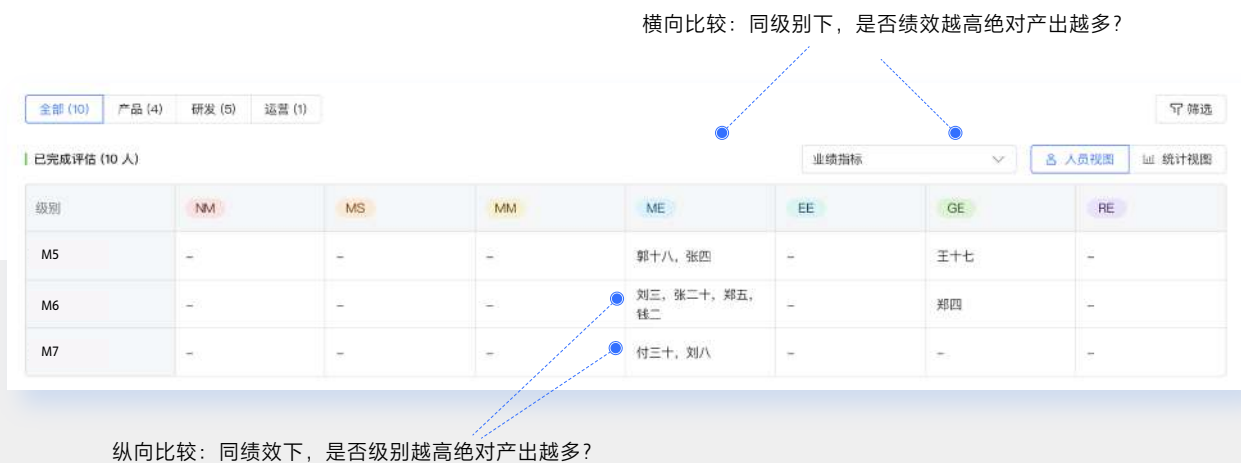 横向比较：同级别下，是否绩效越高绝对产出越多？
全部 (10) 产品 (4) 研发 (5) 运营 (1) 筛选
已完成评估 (10 人) 业绩指标 人员视图 统计视图
级别 NM MS MM ME EE GE RE
M5 – – – 郭十八，张四 – 王十七 –
M6 – – – 刘三，张二十，郑五， – 郑四 –
钱二
M7 – – – 付三十，刘八 – – –
纵向比较：同绩效下，是否级别越高绝对产出越多？